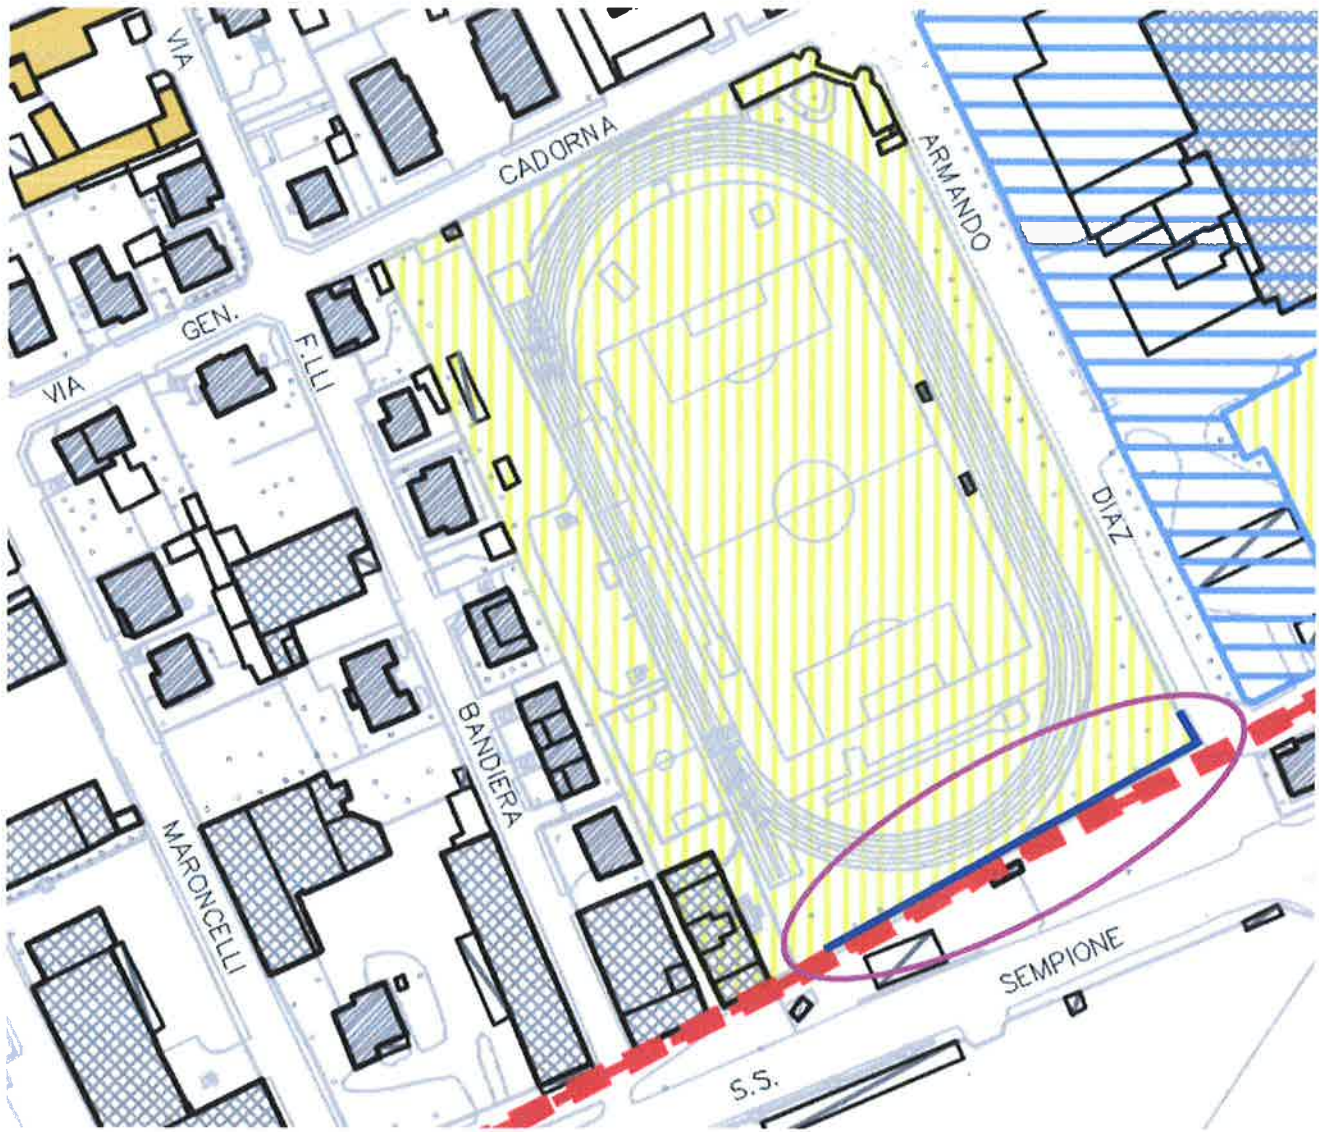 VIA
CADORNA
ARMANDO
GEN.
F.LLI
VIA
DIAZ
BANDIERA
MARONCELLI
SEMPIONE
S.S.